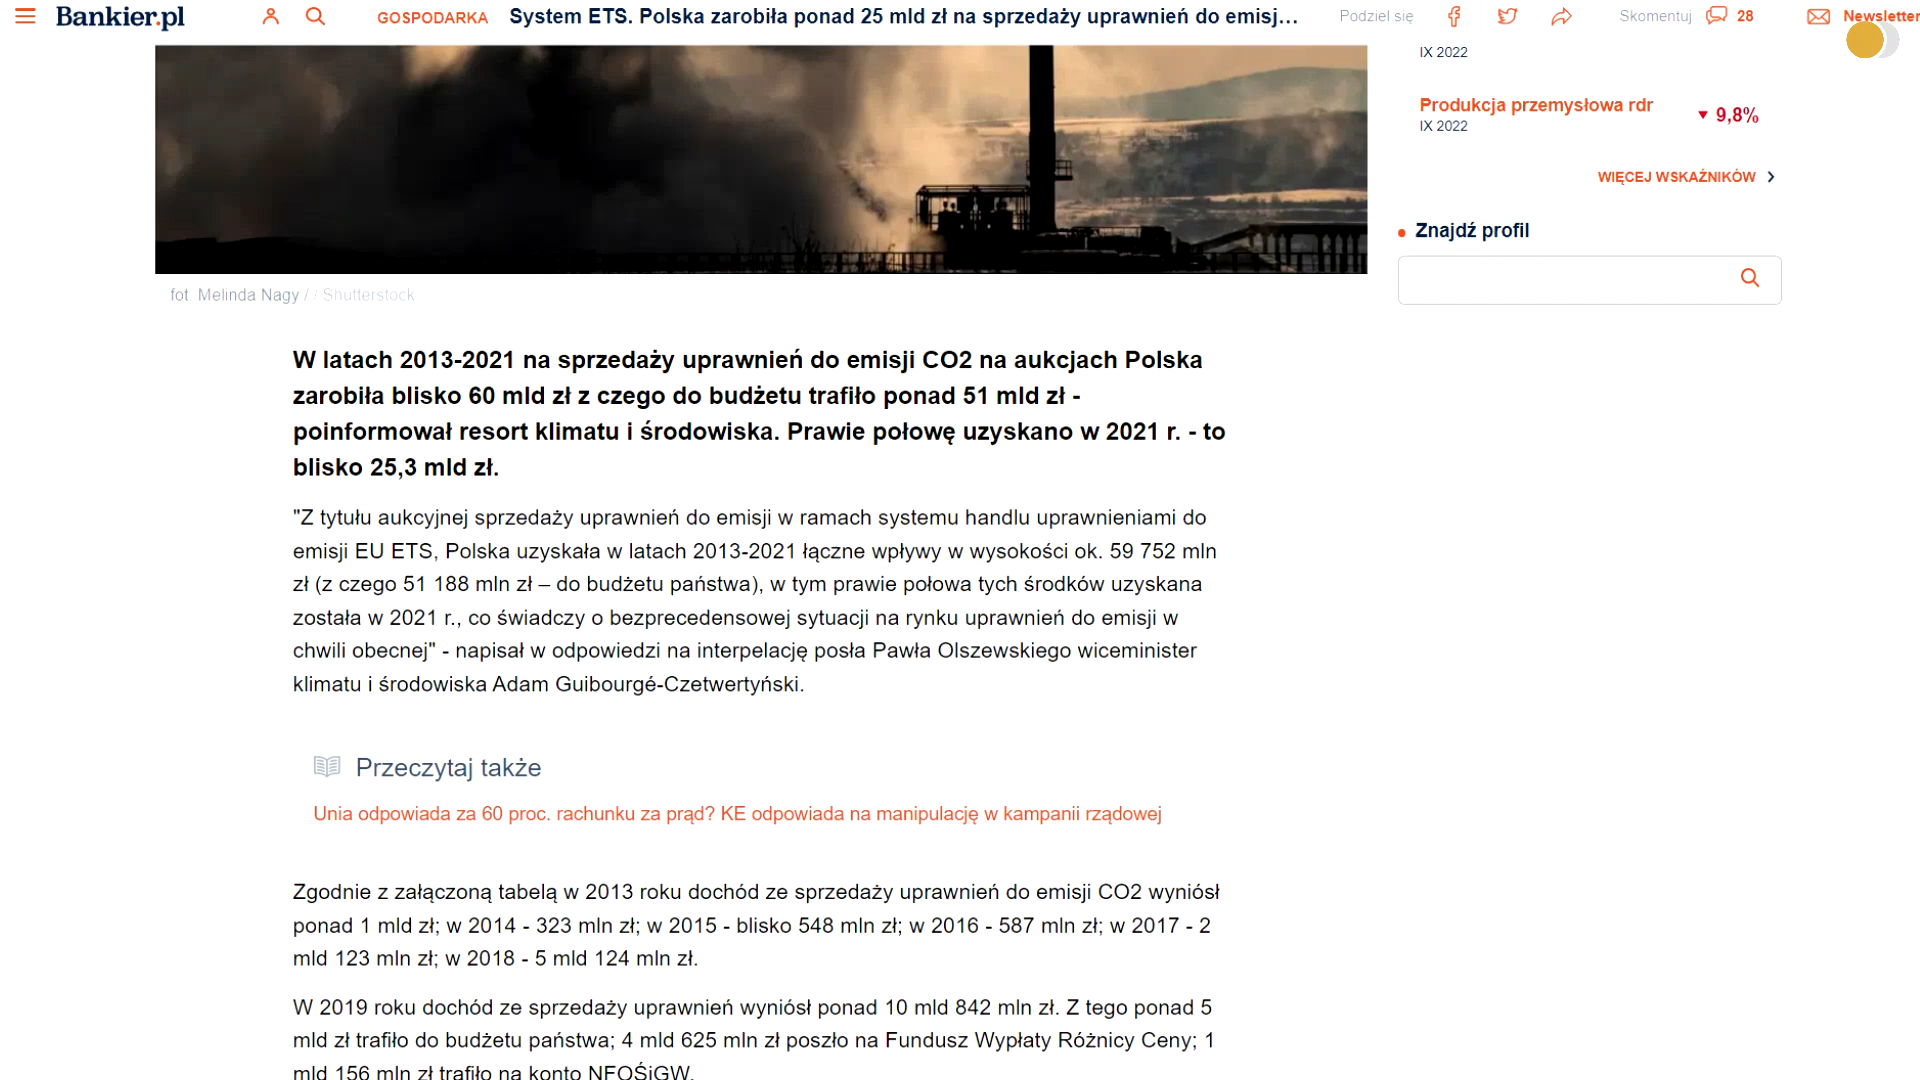 Bankier.pl
GOSPODARKA
System ETS. Polska zarobiła ponad 25 mld zł na sprzedaży uprawnień do emisj...
Podziel się
Skomentuj
28
Newsletter
IX 2022
Produkcja przemysłowa rdr
9,8%
IX 2022
WIĘCEJ WSKAŹNIKÓW
Znajdź profil
fot Melinda Nagy / / Shutterstock
W latach 2013-2021 na sprzedaży uprawnień do emisji CO2 na aukcjach Polska
zarobiła blisko 60 mld zł z czego do budżetu trafiło ponad 51 mld zł -
poinformował resort klimatu i środowiska. Prawie połowę uzyskano w 2021 r. - to
blisko 25,3 mld zł.
"Z tytułu aukcyjnej sprzedaży uprawnień do emisji w ramach systemu handlu uprawnieniami do
emisji EU ETS, Polska uzyskała w latach 2013-2021 łączne wpływy w wysokości ok. 59 752 mln
zł (z czego 51 188 mln zł – do budżetu państwa), w tym prawie połowa tych środków uzyskana
została w 2021 r., co świadczy o bezprecedensowej sytuacji na rynku uprawnień do emisji w
chwili obecnej" - napisał w odpowiedzi na interpelację posła Pawła Olszewskiego wiceminister
klimatu i środowiska Adam Guibourgé-Czetwertyński.
Przeczytaj także
Unia odpowiada za 60 proc. rachunku za prąd? KE odpowiada na manipulację w kampanii rządowej
Zgodnie z załączoną tabelą w 2013 roku dochód ze sprzedaży uprawnień do emisji CO2 wyniósł
ponad 1 mld zł; w 2014 - 323 mln zł; w 2015 - blisko 548 mln zł; w 2016 - 587 mln zł; w 2017 - 2
mld 123 mln zł; w 2018 - 5 mld 124 mln zł.
W 2019 roku dochód ze sprzedaży uprawnień wyniósł ponad 10 mld 842 mln zł. Z tego ponad 5
mld zł trafiło do budżetu państwa; 4 mld 625 mln zł poszło na Fundusz Wypłaty Różnicy Ceny; 1
mld 156 mln zł trafiło na konto NFOŚiGW.